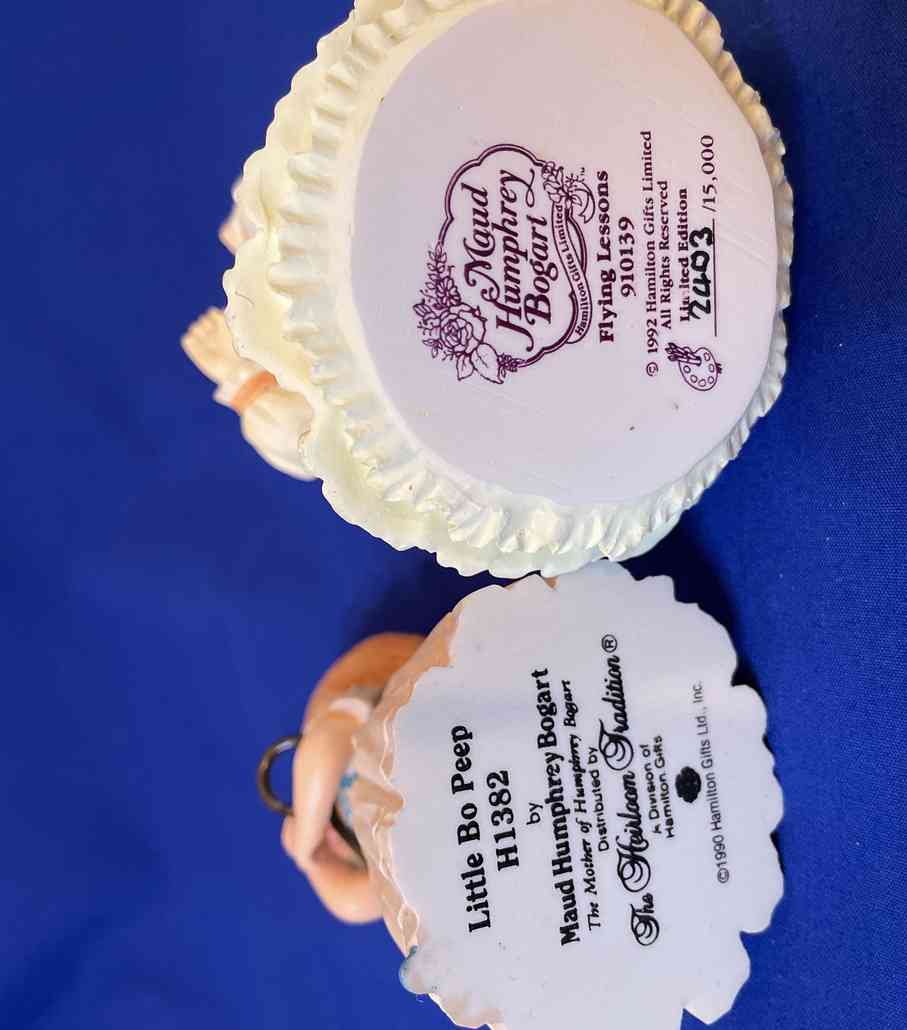 Maud
Humphrey
Bogart
Hamilton Gifts Limited™
Flying Lessons
910139
© 1992 Hamilton Gifts Limited
All Rights Reserved
Limited Edition
2403 /15,000
Little Bo Peep
H1382
by
Maud Humphrey Bogart
The Mother of Humphrey Bogart
Distributed by
The Heirloom Tradition®
A Division of
Hamilton Gifts
©1990 Hamilton Gifts Ltd., Inc.